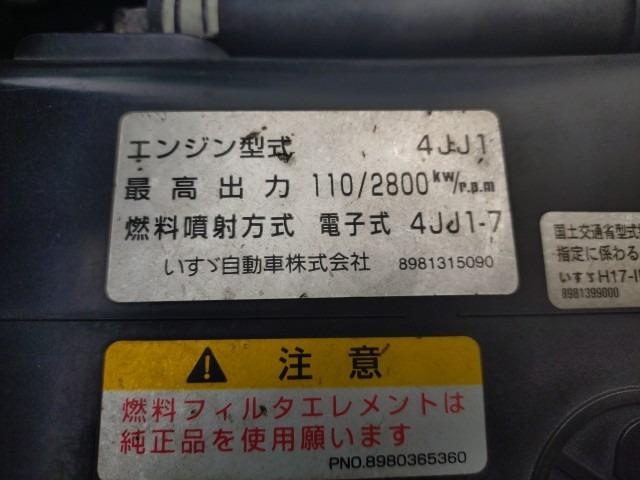 エンジン型式 4JJ1
最高出力 110/2800 kw/r.p.m
燃料噴射方式 電子式 4JJ1-7
いすゞ自動車株式会社 8981315090
国土交通省型式
指定に係わる
いすゞH17-
8981399000
注意
燃料フィルタエレメントは
純正品を使用願います
PNO.8980365360